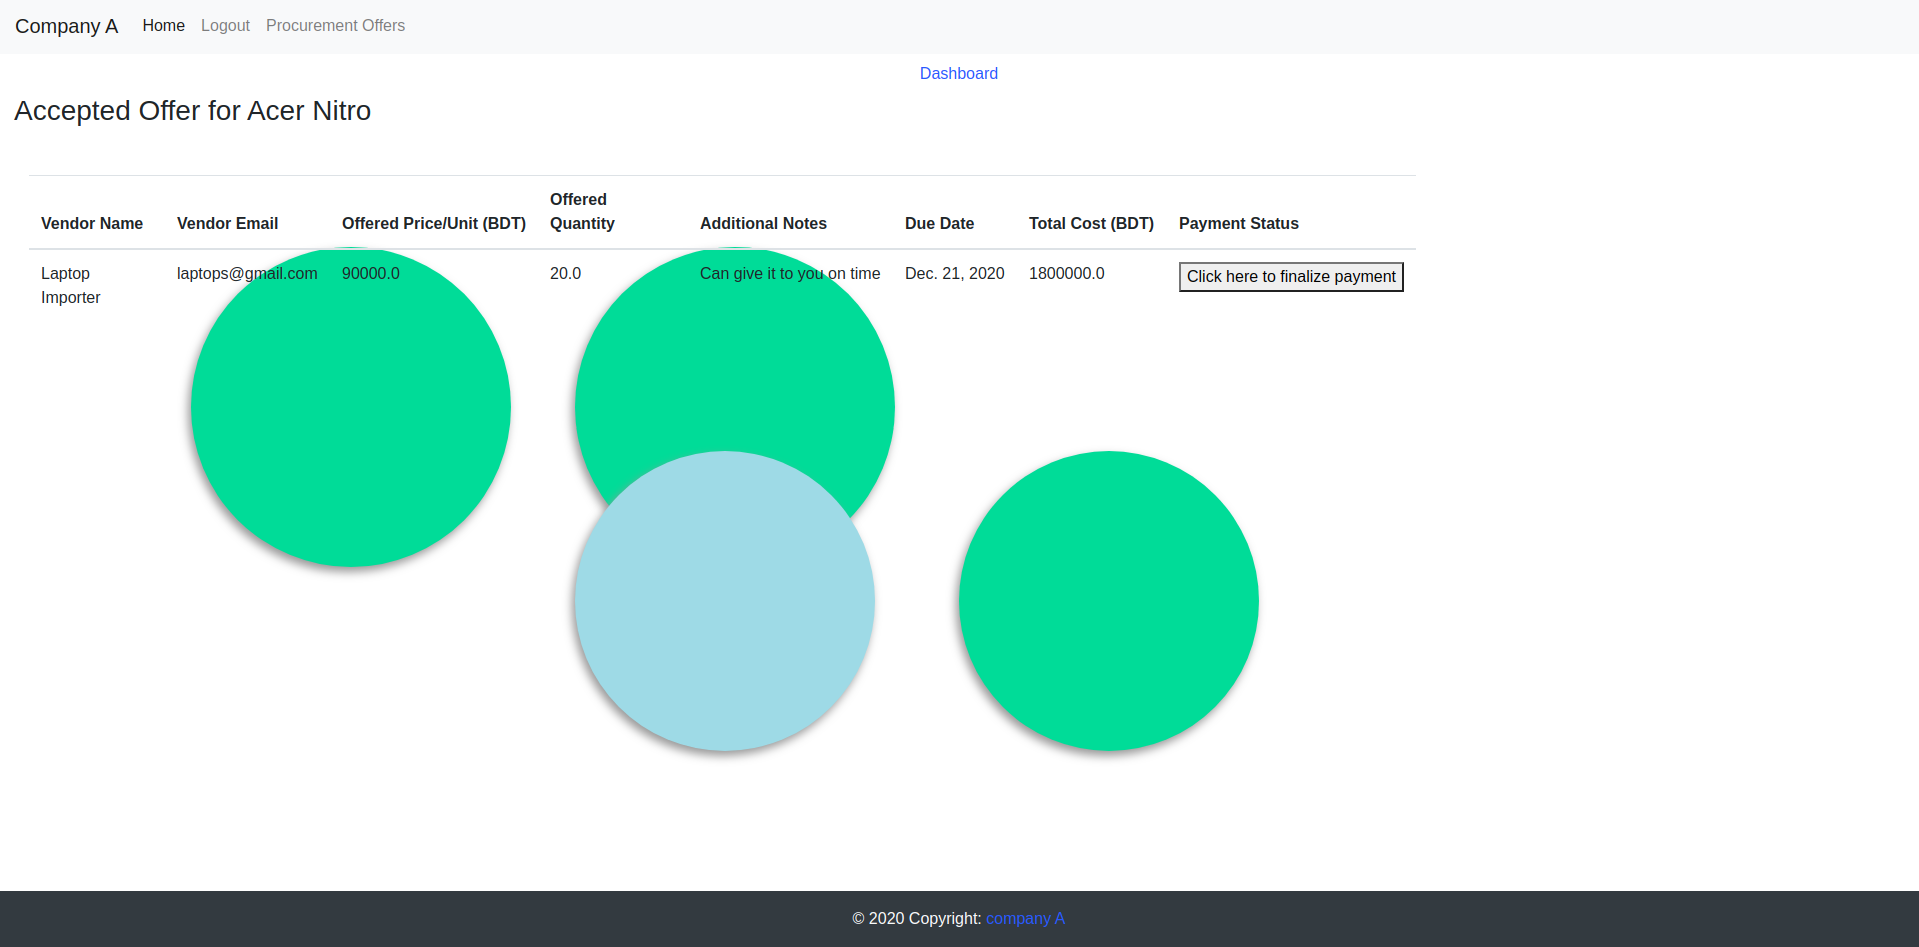 Company A Home Logout Procurement Offers
Dashboard
Accepted Offer for Acer Nitro
Vendor Name Vendor Email Offered Price/Unit (BDT) Offered Quantity Additional Notes Due Date Total Cost (BDT) Payment Status
Laptop Importer laptops@gmail.com 90000.0 20.0 Can give it to you on time Dec. 21, 2020 1800000.0 Click here to finalize payment
© 2020 Copyright: company A